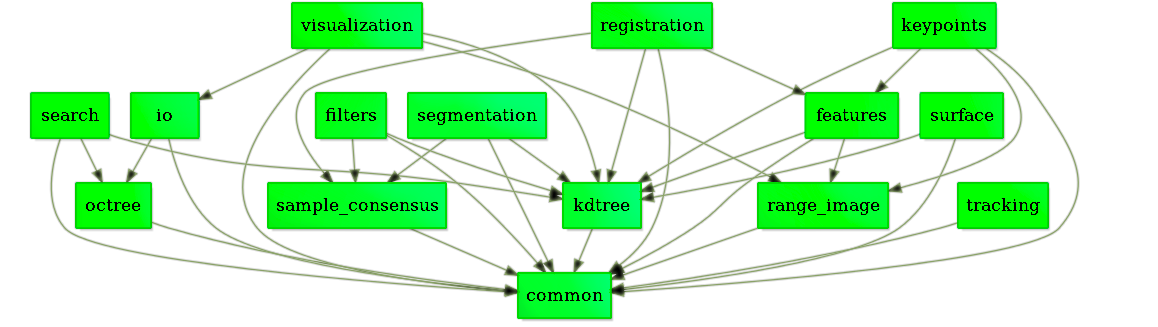 visualization
registration
keypoints
search
io
filters
segmentation
features
surface
octree
sample_consensus
kdtree
range_image
tracking
common